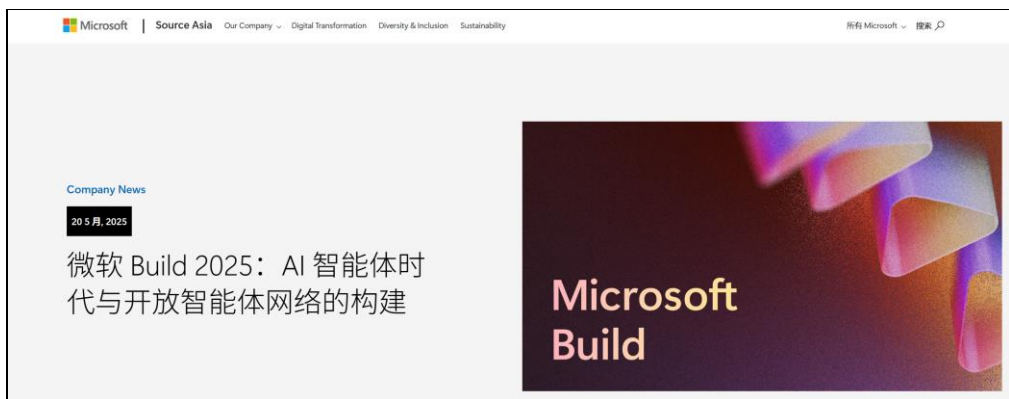 Microsoft | Source Asia Our Company Digital Transformation Diversity & Inclusion Sustainability 所有 Microsoft 搜索
Company News
20 5 月, 2025
微软 Build 2025：AI 智能体时
代与开放智能体网络的构建
Microsoft
Build